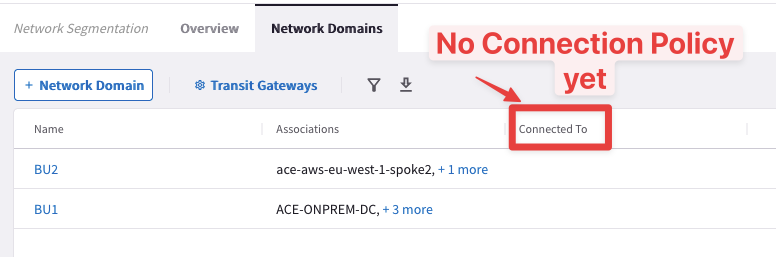 Network Segmentation Overview Network Domains
No Connection Policy
yet
+ Network Domain Transit Gateways
Name Associations Connected To
BU2 ace-aws-eu-west-1-spoke2, + 1 more
BU1 ACE-ONPREM-DC, + 3 more